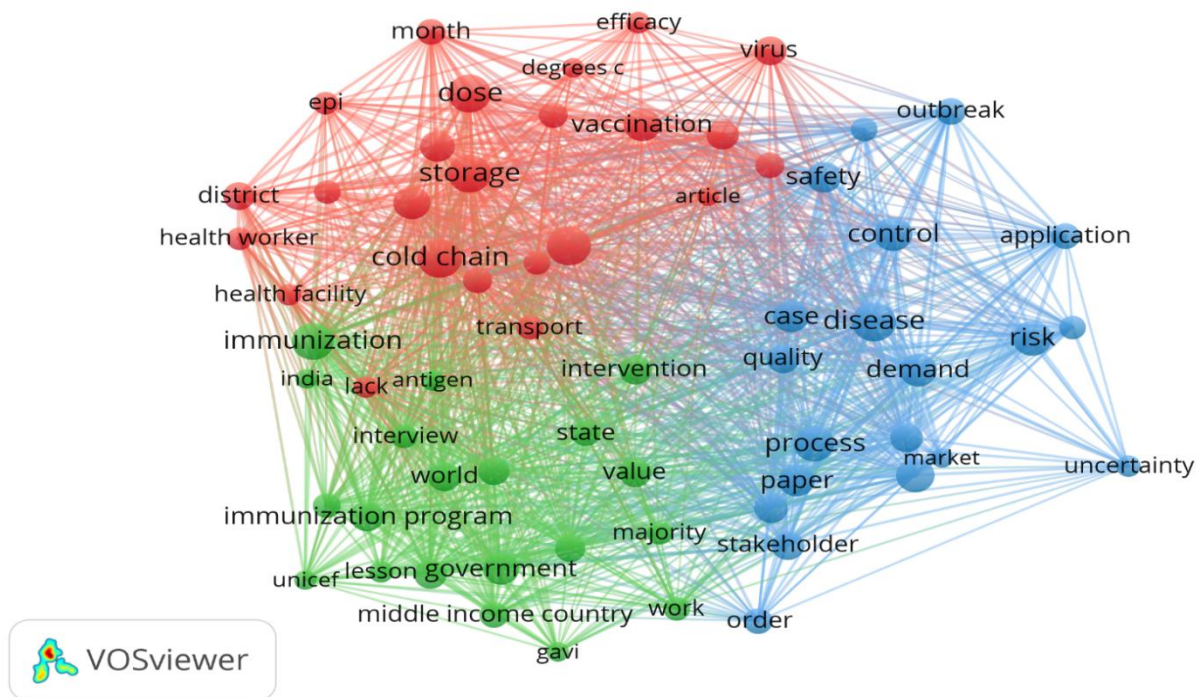 efficacy
month
virus
degrees c
dose
epi
outbreak
vaccination
storage
safety
district
article
health worker
control
application
cold chain
health facility
case
disease
transport
immunization
risk
quality
intervention
demand
india
lack
antigen
interview
state
process
market
world
value
uncertainty
paper
immunization program
majority
stakeholder
unicef
lesson
government
middle income country
work
order
gavi
VOSviewer